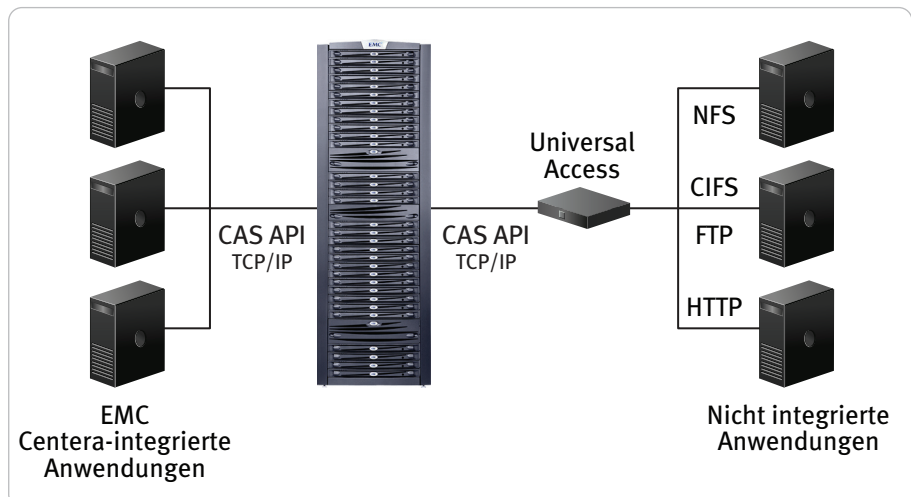 EMC
NFS
Universal
Access
CIFS
CAS API
TCP/IP
CAS API
TCP/IP
FTP
HTTP
EMC
Centera-integrierte
Anwendungen
Nicht integrierte
Anwendungen